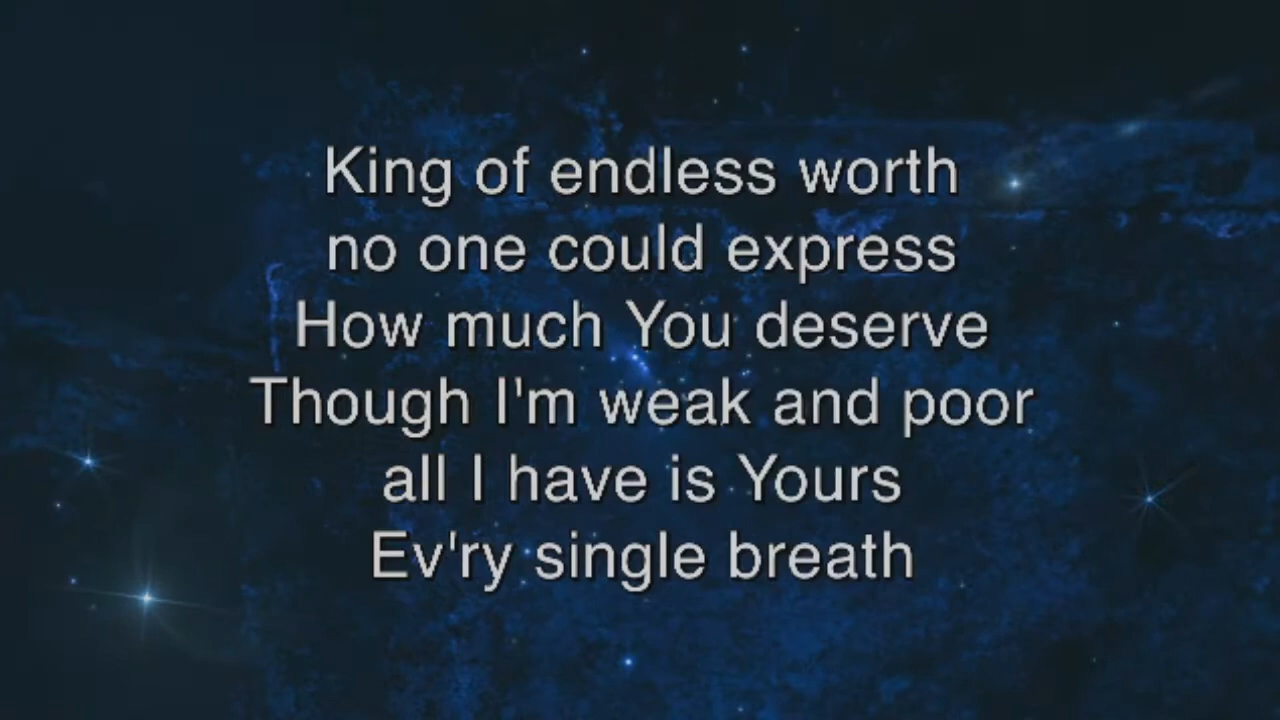 King of endless worth
no one could express
How much You deserve
Though I'm weak and poor
all I have is Yours
Ev'ry single breath